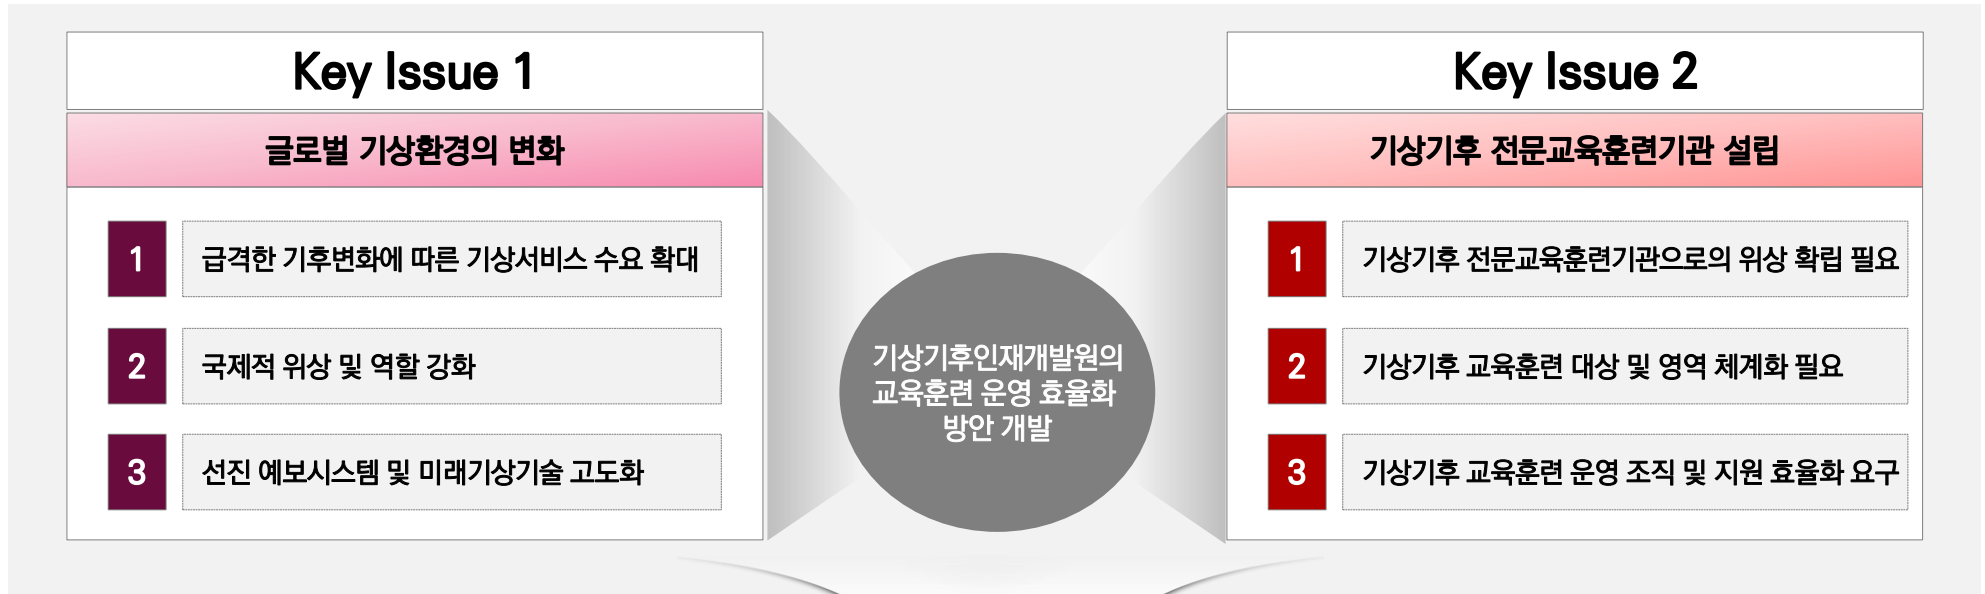 Key Issue 1
글로벌 기상환경의 변화
1
급격한 기후변화에 따른 기상서비스 수요 확대
2
국제적 위상 및 역할 강화
3
선진 예보시스템 및 미래기상기술 고도화
기상기후인재개발원의
교육훈련 운영 효율화
방안 개발
Key Issue 2
기상기후 전문교육훈련기관 설립
1
기상기후 전문교육훈련기관으로의 위상 확립 필요
2
기상기후 교육훈련 대상 및 영역 체계화 필요
3
기상기후 교육훈련 운영 조직 및 지원 효율화 요구